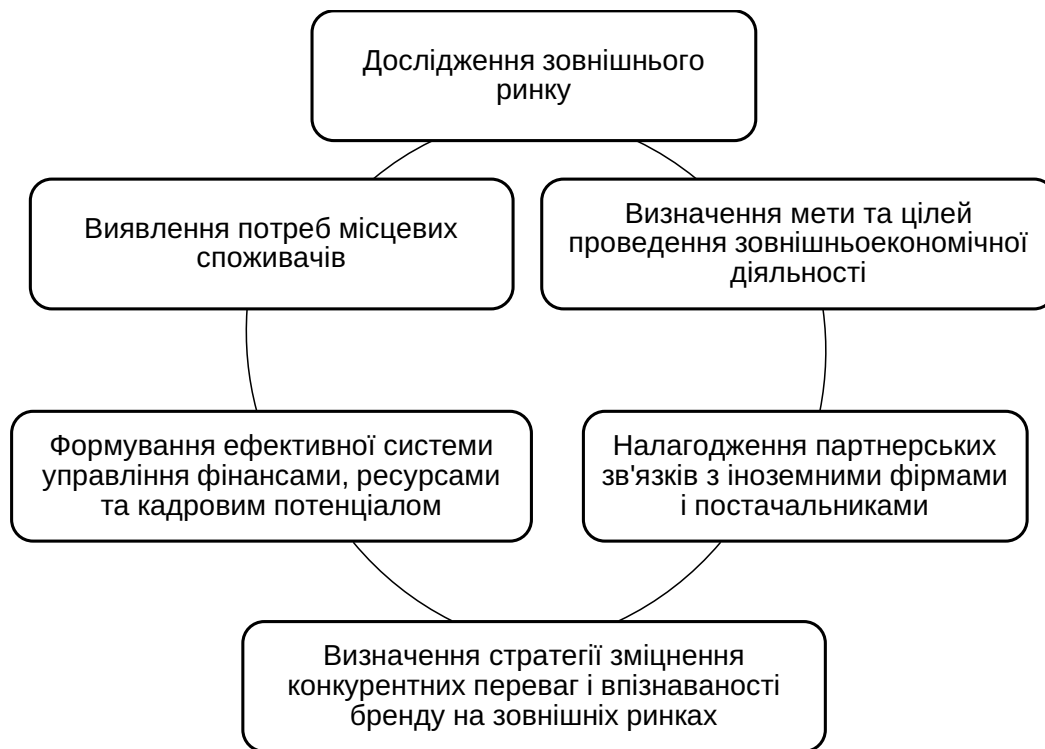 Дослідження зовнішнього
ринку
Виявлення потреб місцевих
споживачів
Визначення мети та цілей
проведення зовнішньоекономічної
діяльності
Формування ефективної системи
управління фінансами, ресурсами
та кадровим потенціалом
Налагодження партнерських
зв'язків з іноземними фірмами
і постачальниками
Визначення стратегії зміцнення
конкурентних переваг і впізнаваності
бренду на зовнішніх ринках